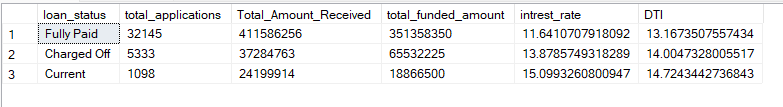 loan_status total_applications Total_Amount_Received total_funded_amount intrest_rate DTI
1 Fully Paid 32145 411586256 351358350 11.6410707918092 13.1673507557434
2 Charged Off 5333 37284763 65532225 13.8785749318289 14.0047328005517
3 Current 1098 24199914 18866500 15.0993260800947 14.7243442736843